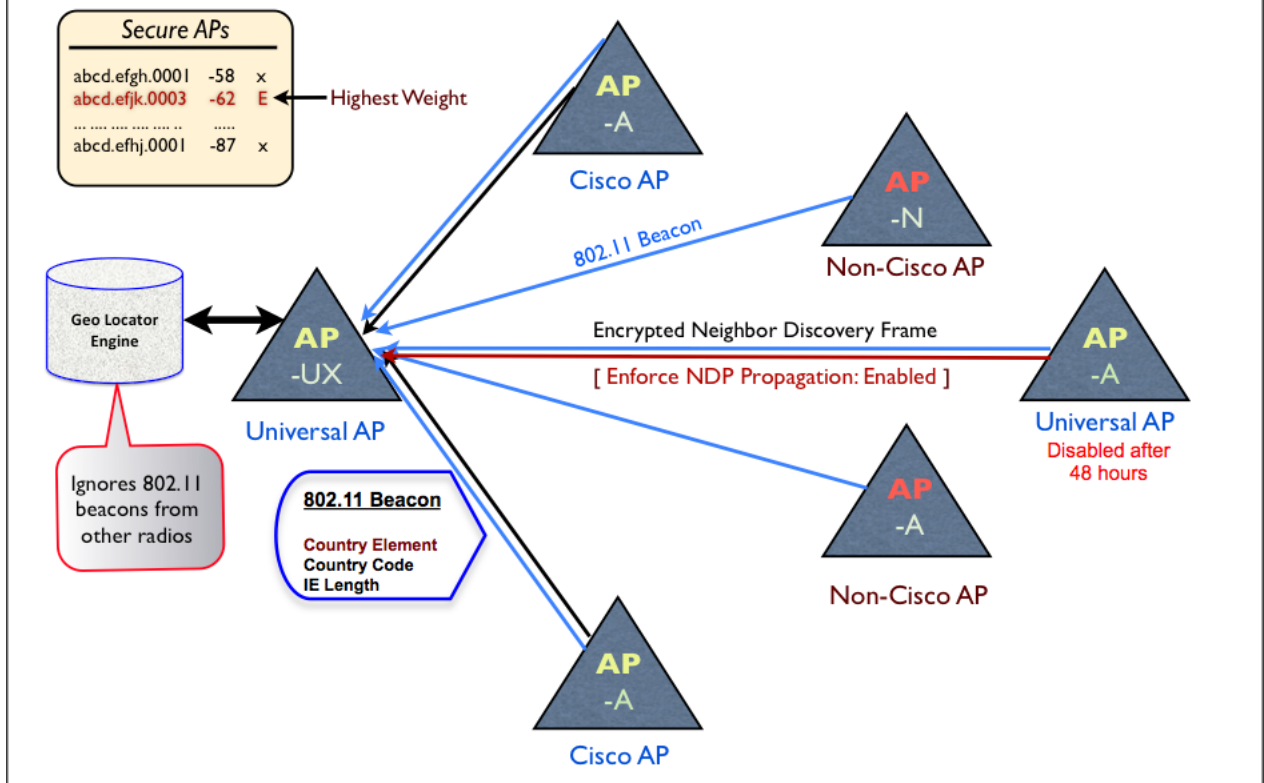 Secure APs
abcd.efgh.0001 -58 x
abcd.efjk.0003 -62 E
... .... .... .... .... .. .....
abcd.efhj.0001 -87 x
Highest Weight
AP
-A
Cisco AP
AP
-N
Non-Cisco AP
802.11 Beacon
Geo Locator
Engine
AP
-UX
Universal AP
Encrypted Neighbor Discovery Frame
[ Enforce NDP Propagation: Enabled ]
AP
-A
Universal AP
Disabled after
48 hours
Ignores 802.11
beacons from
other radios
802.11 Beacon
Country Element
Country Code
IE Length
AP
-A
Non-Cisco AP
AP
-A
Cisco AP